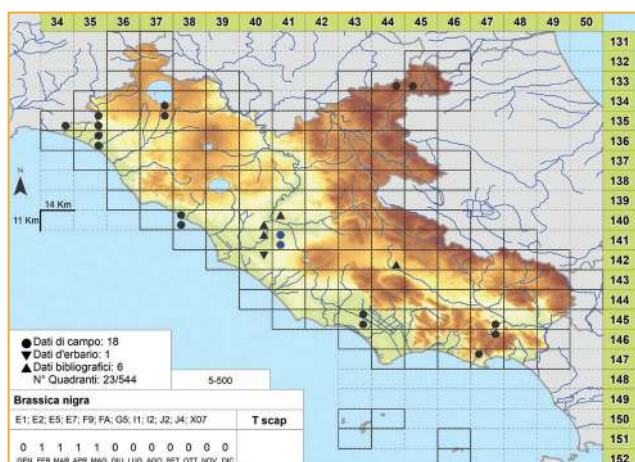 34 35 36 37 38 39 40 41 42 43 44 45 46 47 48 49 50
131
132
133
134
135
136
137
138
139
140
141
142
143
144
145
146
147
148
149
150
151
152
N
14 Km
11 Km
Dati di campo: 18
Dati d'erbario: 1
Dati bibliografici: 6
N° Quadranti: 23/544
5-500
Brassica nigra
E1; E2; E5; E7; F9; FA; G5; I1; I2; J2; J4; X07
T scap
0 1 1 1 1 0 0 0 0 0 0 0
GEN FEB MAR APR MAG GIU LUG AGO SET OTT NOV DIC